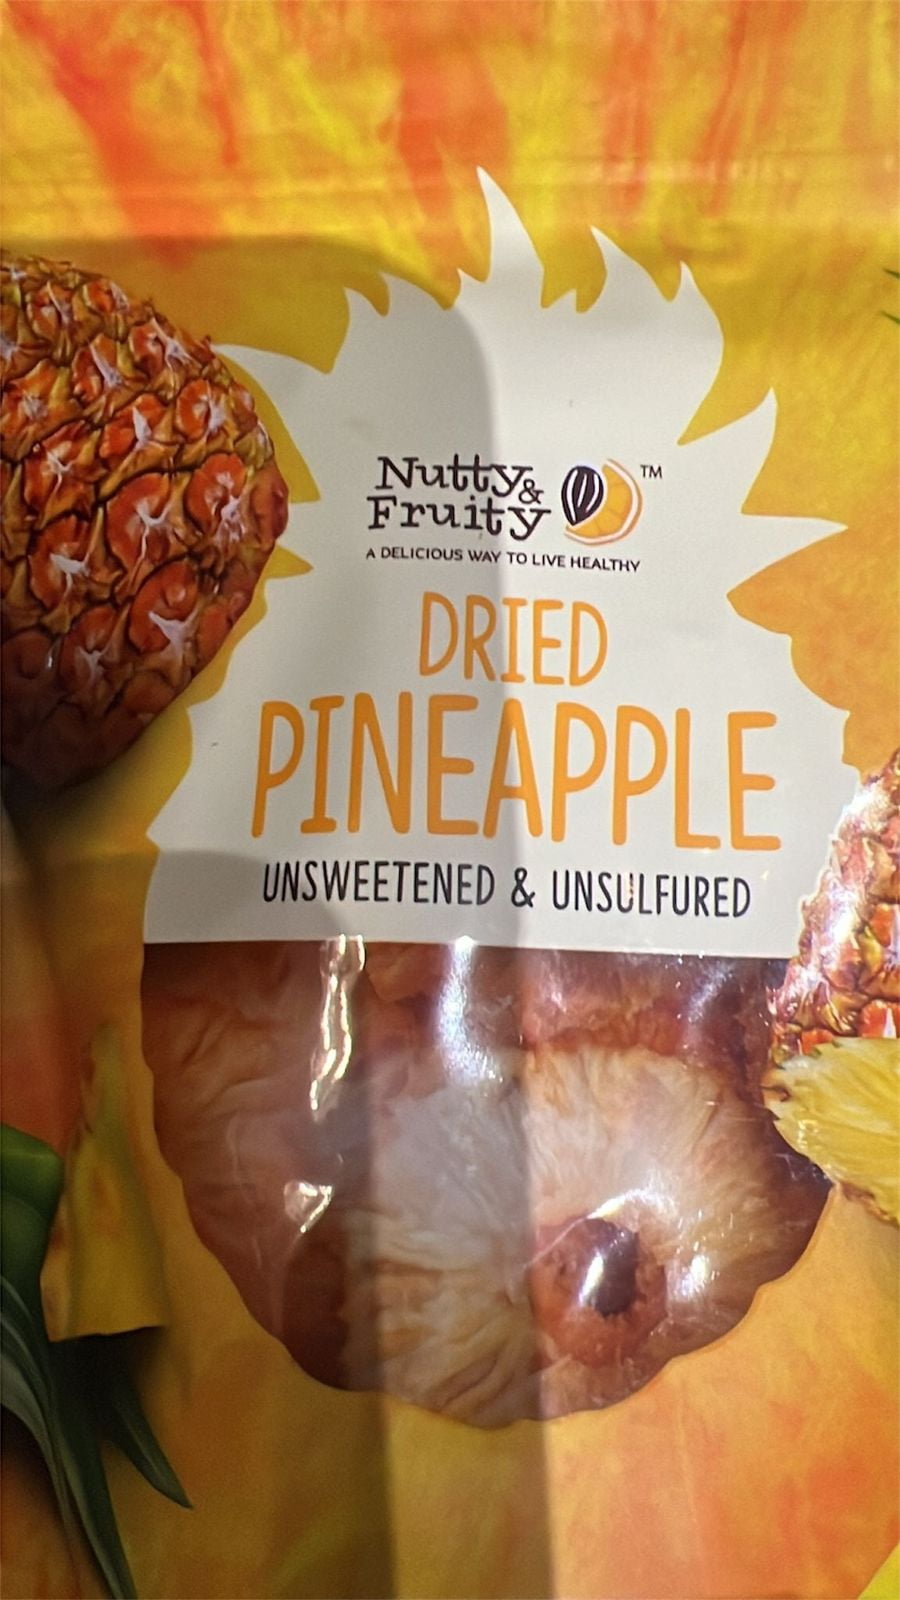 Nutty &
Fruity ™
A DELICIOUS WAY TO LIVE HEALTHY
DRIED
PINEAPPLE
UNSWEETENED & UNSULFURED